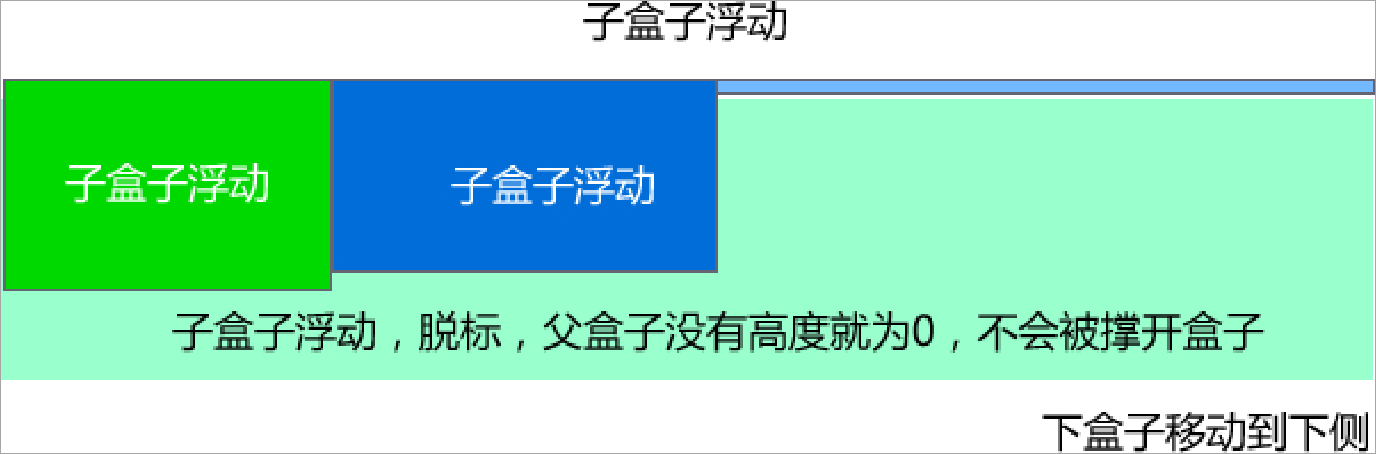 子盒子浮动
子盒子浮动
子盒子浮动
子盒子浮动，脱标，父盒子没有高度就为0，不会被撑开盒子
下盒子移动到下侧